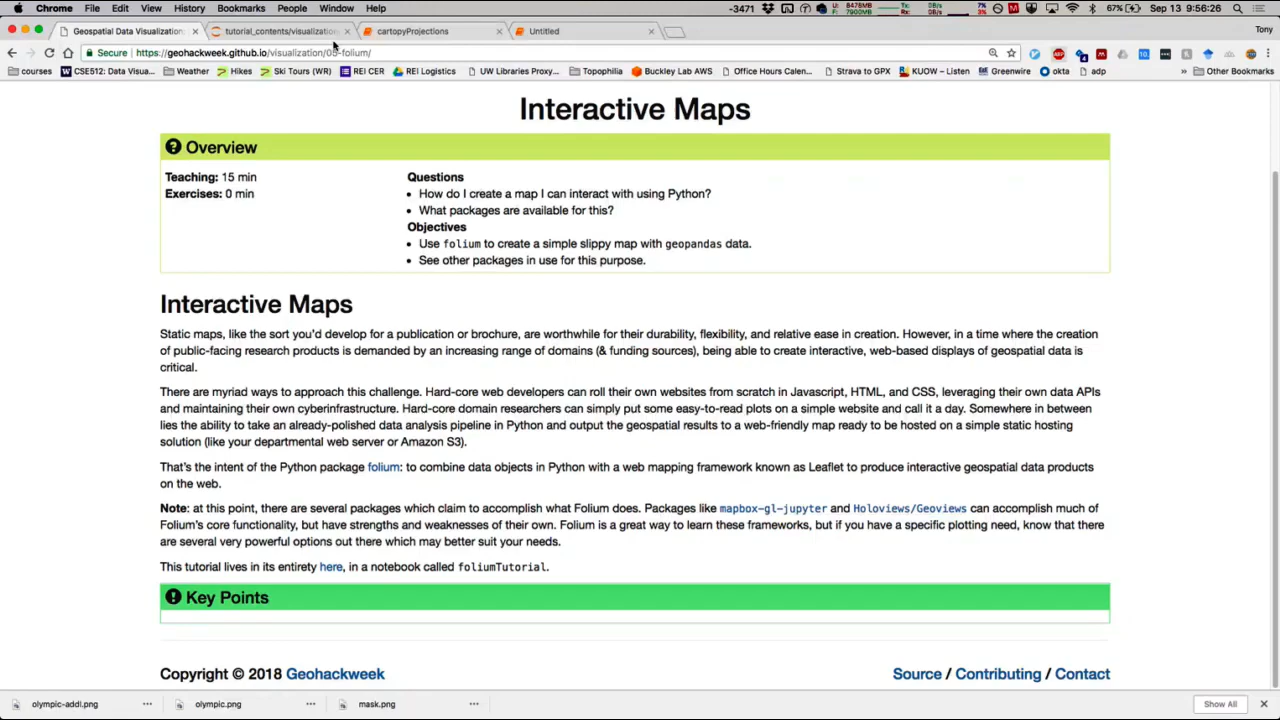 Chrome File Edit View History Bookmarks People Window Help
-3471
67% Sep 13 9:56:26
Geospatial Data Visualization
tutorial_contents/visualization
cartopyProjections
Untitled
Tony
Secure https://geohackweek.github.io/visualization/05-folium/
courses
CSE512: Data Visua...
Weather
Hikes
Ski Tours (WR)
REI CER
REI Logistics
UW Libraries Proxy...
Topophilia
Buckley Lab AWS
Office Hours Calen...
Strava to GPX
KUOW – Listen
Greenwire
okta
adp
»
Other Bookmarks
Interactive Maps
Overview
Teaching: 15 min
Exercises: 0 min
Questions
• How do I create a map I can interact with using Python?
• What packages are available for this?
Objectives
• Use folium to create a simple slippy map with geopandas data.
• See other packages in use for this purpose.
Interactive Maps
Static maps, like the sort you'd develop for a publication or brochure, are worthwhile for their durability, flexibility, and relative ease in creation. However, in a time where the creation
of public-facing research products is demanded by an increasing range of domains (& funding sources), being able to create interactive, web-based displays of geospatial data is
critical.
There are myriad ways to approach this challenge. Hard-core web developers can roll their own websites from scratch in Javascript, HTML, and CSS, leveraging their own data APIs
and maintaining their own cyberinfrastructure. Hard-core domain researchers can simply put some easy-to-read plots on a simple website and call it a day. Somewhere in between
lies the ability to take an already-polished data analysis pipeline in Python and output the geospatial results to a web-friendly map ready to be hosted on a simple static hosting
solution (like your departmental web server or Amazon S3).
That's the intent of the Python package folium: to combine data objects in Python with a web mapping framework known as Leaflet to produce interactive geospatial data products
on the web.
Note: at this point, there are several packages which claim to accomplish what Folium does. Packages like mapbox-gl-jupyter and Holoviews/Geoviews can accomplish much of
Folium's core functionality, but have strengths and weaknesses of their own. Folium is a great way to learn these frameworks, but if you have a specific plotting need, know that there
are several very powerful options out there which may better suit your needs.
This tutorial lives in its entirety here, in a notebook called foliumTutorial.
Key Points
Copyright © 2018 Geohackweek
Source / Contributing / Contact
olympic-addl.png
olympic.png
mask.png
Show All